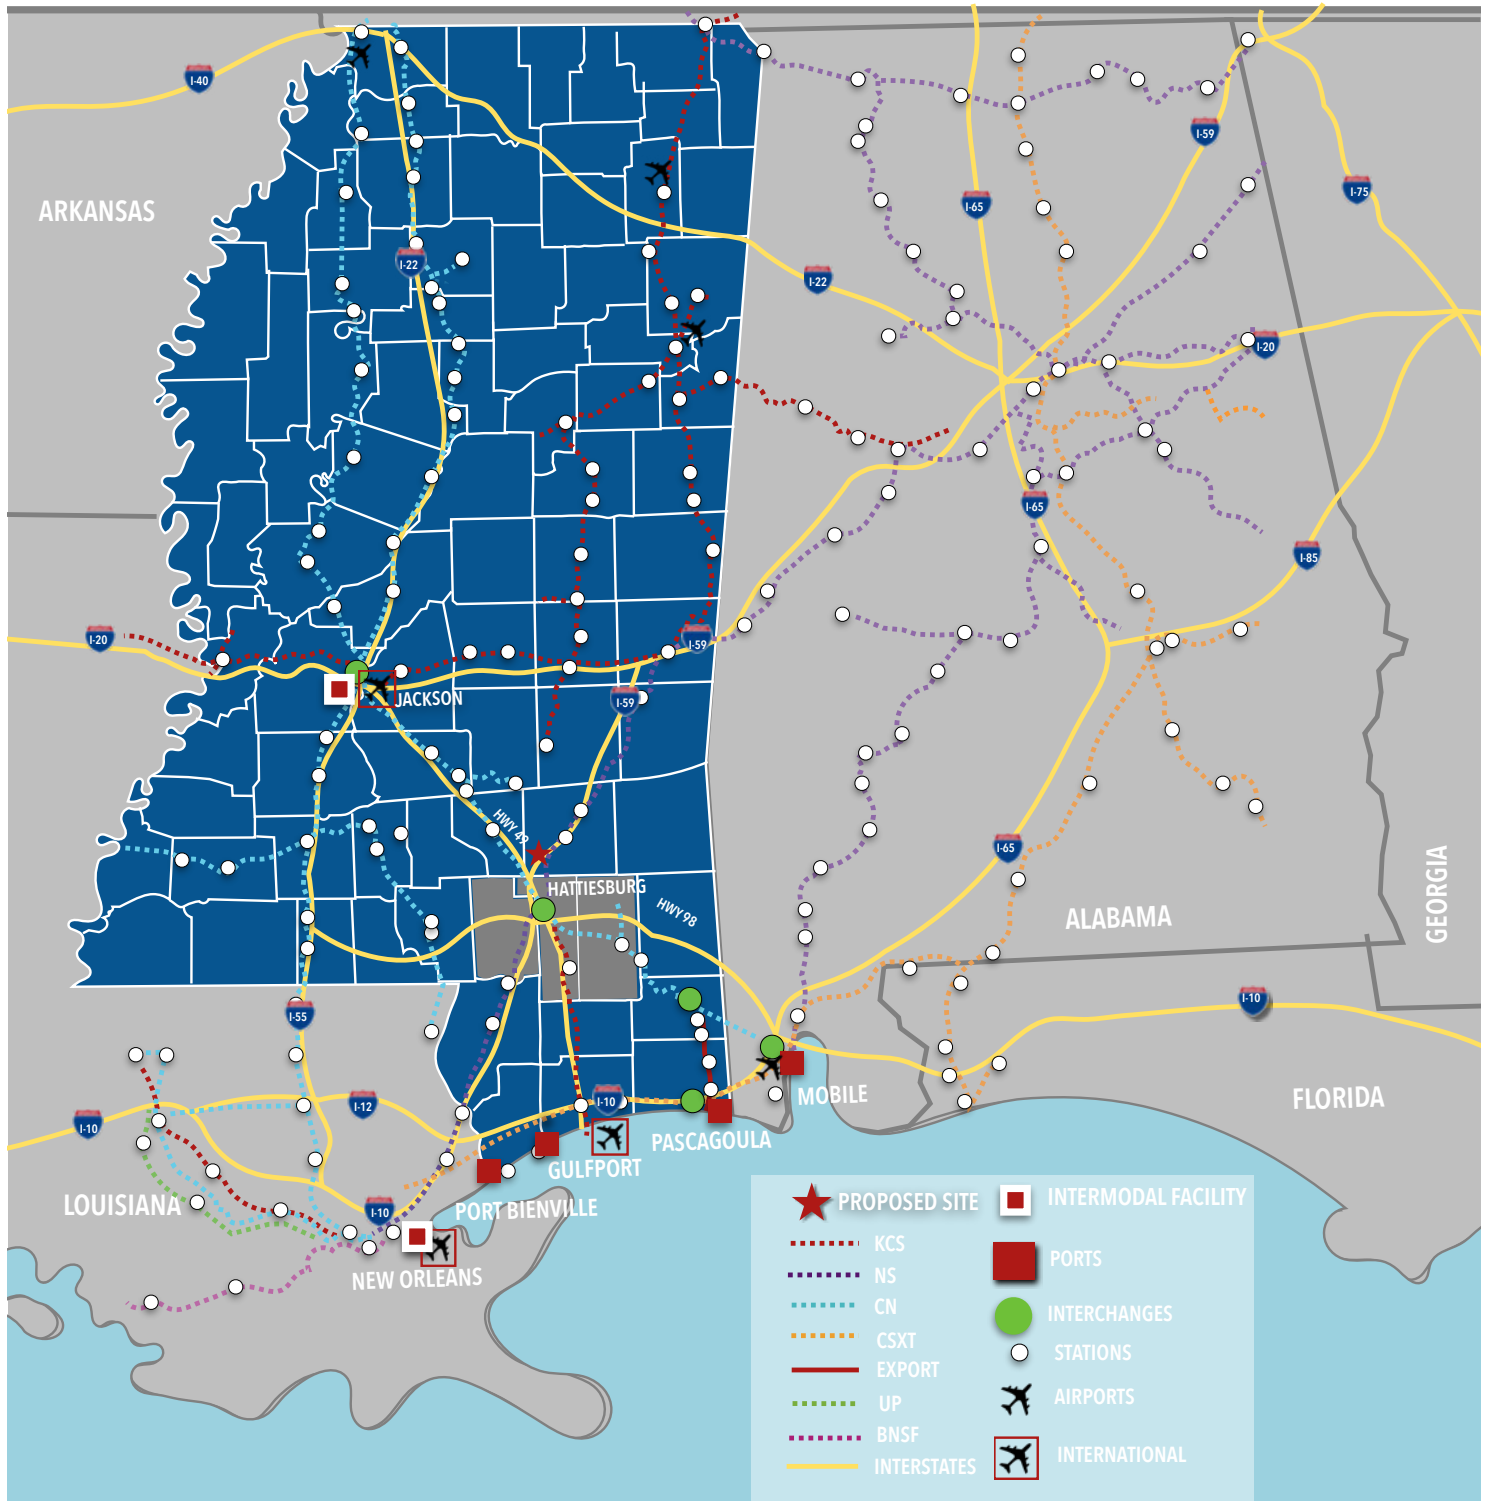 I-40
I-59
I-75
I-65
ARKANSAS
I-22
I-22
I-20
I-65
I-85
I-20
I-59
I-59
JACKSON
HWY 49
I-65
HATTIESBURG
HWY 98
ALABAMA
GEORGIA
I-10
I-55
I-12
I-10
I-10
MOBILE
FLORIDA
PASCAGOULA
GULFPORT
LOUISIANA
I-10
PORT BIENVILLE
NEW ORLEANS
PROPOSED SITE
KCS
NS
CN
CSXT
EXPORT
UP
BNSF
INTERSTATES
INTERMODAL FACILITY
PORTS
INTERCHANGES
STATIONS
AIRPORTS
INTERNATIONAL